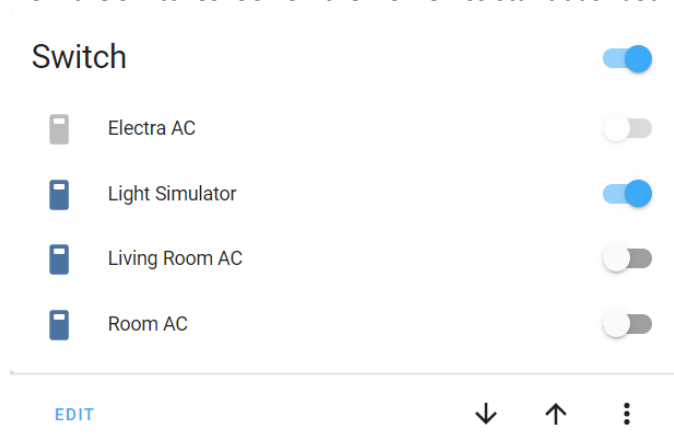 Switch
Electra AC
Light Simulator
Living Room AC
Room AC
EDIT